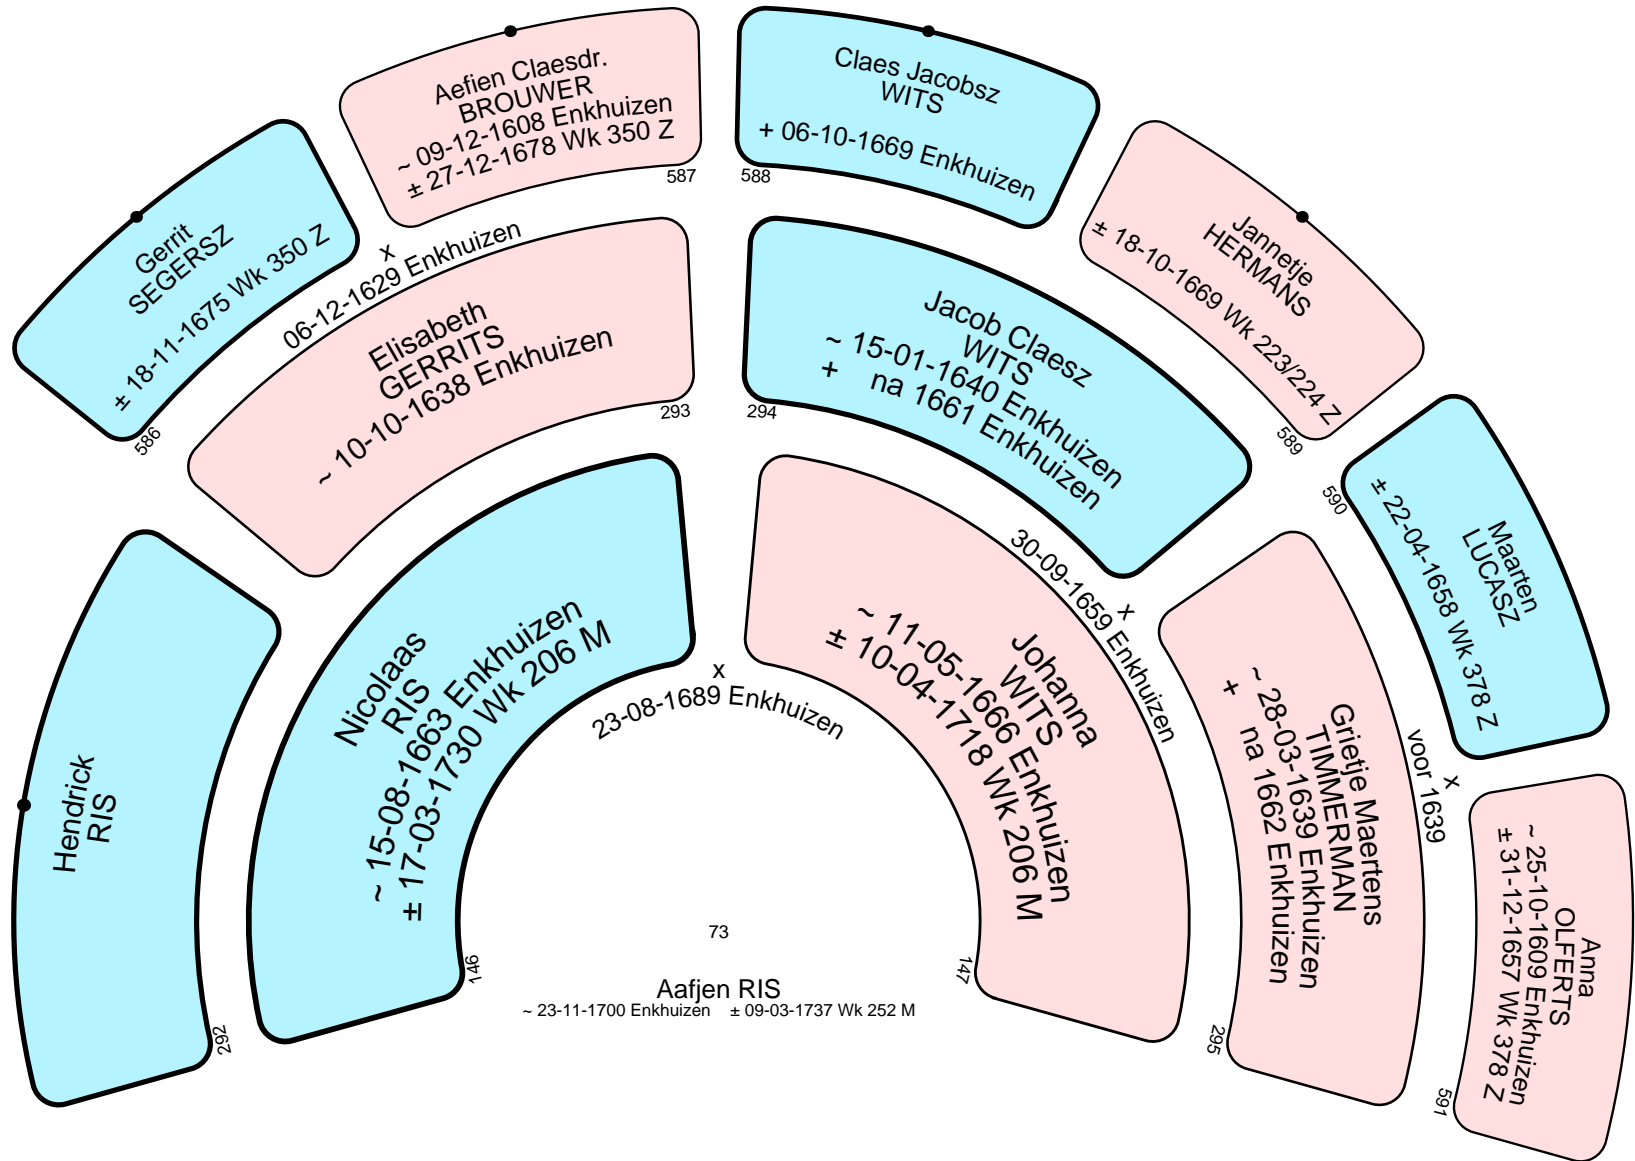 Aefien Claesdr.
BROUWER
~ 09-12-1608 Enkhuizen
± 27-12-1678 Wk 350 Z
587
Claes Jacobsz
WITS
+ 06-10-1669 Enkhuizen
588
Gerrit
SEGERSZ
± 18-11-1675 Wk 350 Z
586
x
06-12-1629 Enkhuizen
Jannetje
HERMANS
± 18-10-1669 Wk 223/224 Z
589
Elisabeth
GERRITS
~ 10-10-1638 Enkhuizen
293
Jacob Claesz
WITS
~ 15-01-1640 Enkhuizen
+ na 1661 Enkhuizen
294
Maarten
LUCASZ
± 22-04-1658 Wk 378 Z
590
x
voor 1639
Anna
OLFERTS
~ 25-10-1609 Enkhuizen
± 31-12-1657 Wk 378 Z
591
Hendrick
RIS
292
Nicolaas
RIS
~ 15-08-1663 Enkhuizen
± 17-03-1730 Wk 206 M
146
x
23-08-1689 Enkhuizen
Johanna
WITS
~ 11-05-1666 Enkhuizen
± 10-04-1718 Wk 206 M
147
x
30-09-1659 Enkhuizen
Grietje Maertens
TIMMERMAN
~ 28-03-1639 Enkhuizen
+ na 1662 Enkhuizen
295
73
Aafjen RIS
~ 23-11-1700 Enkhuizen ± 09-03-1737 Wk 252 M